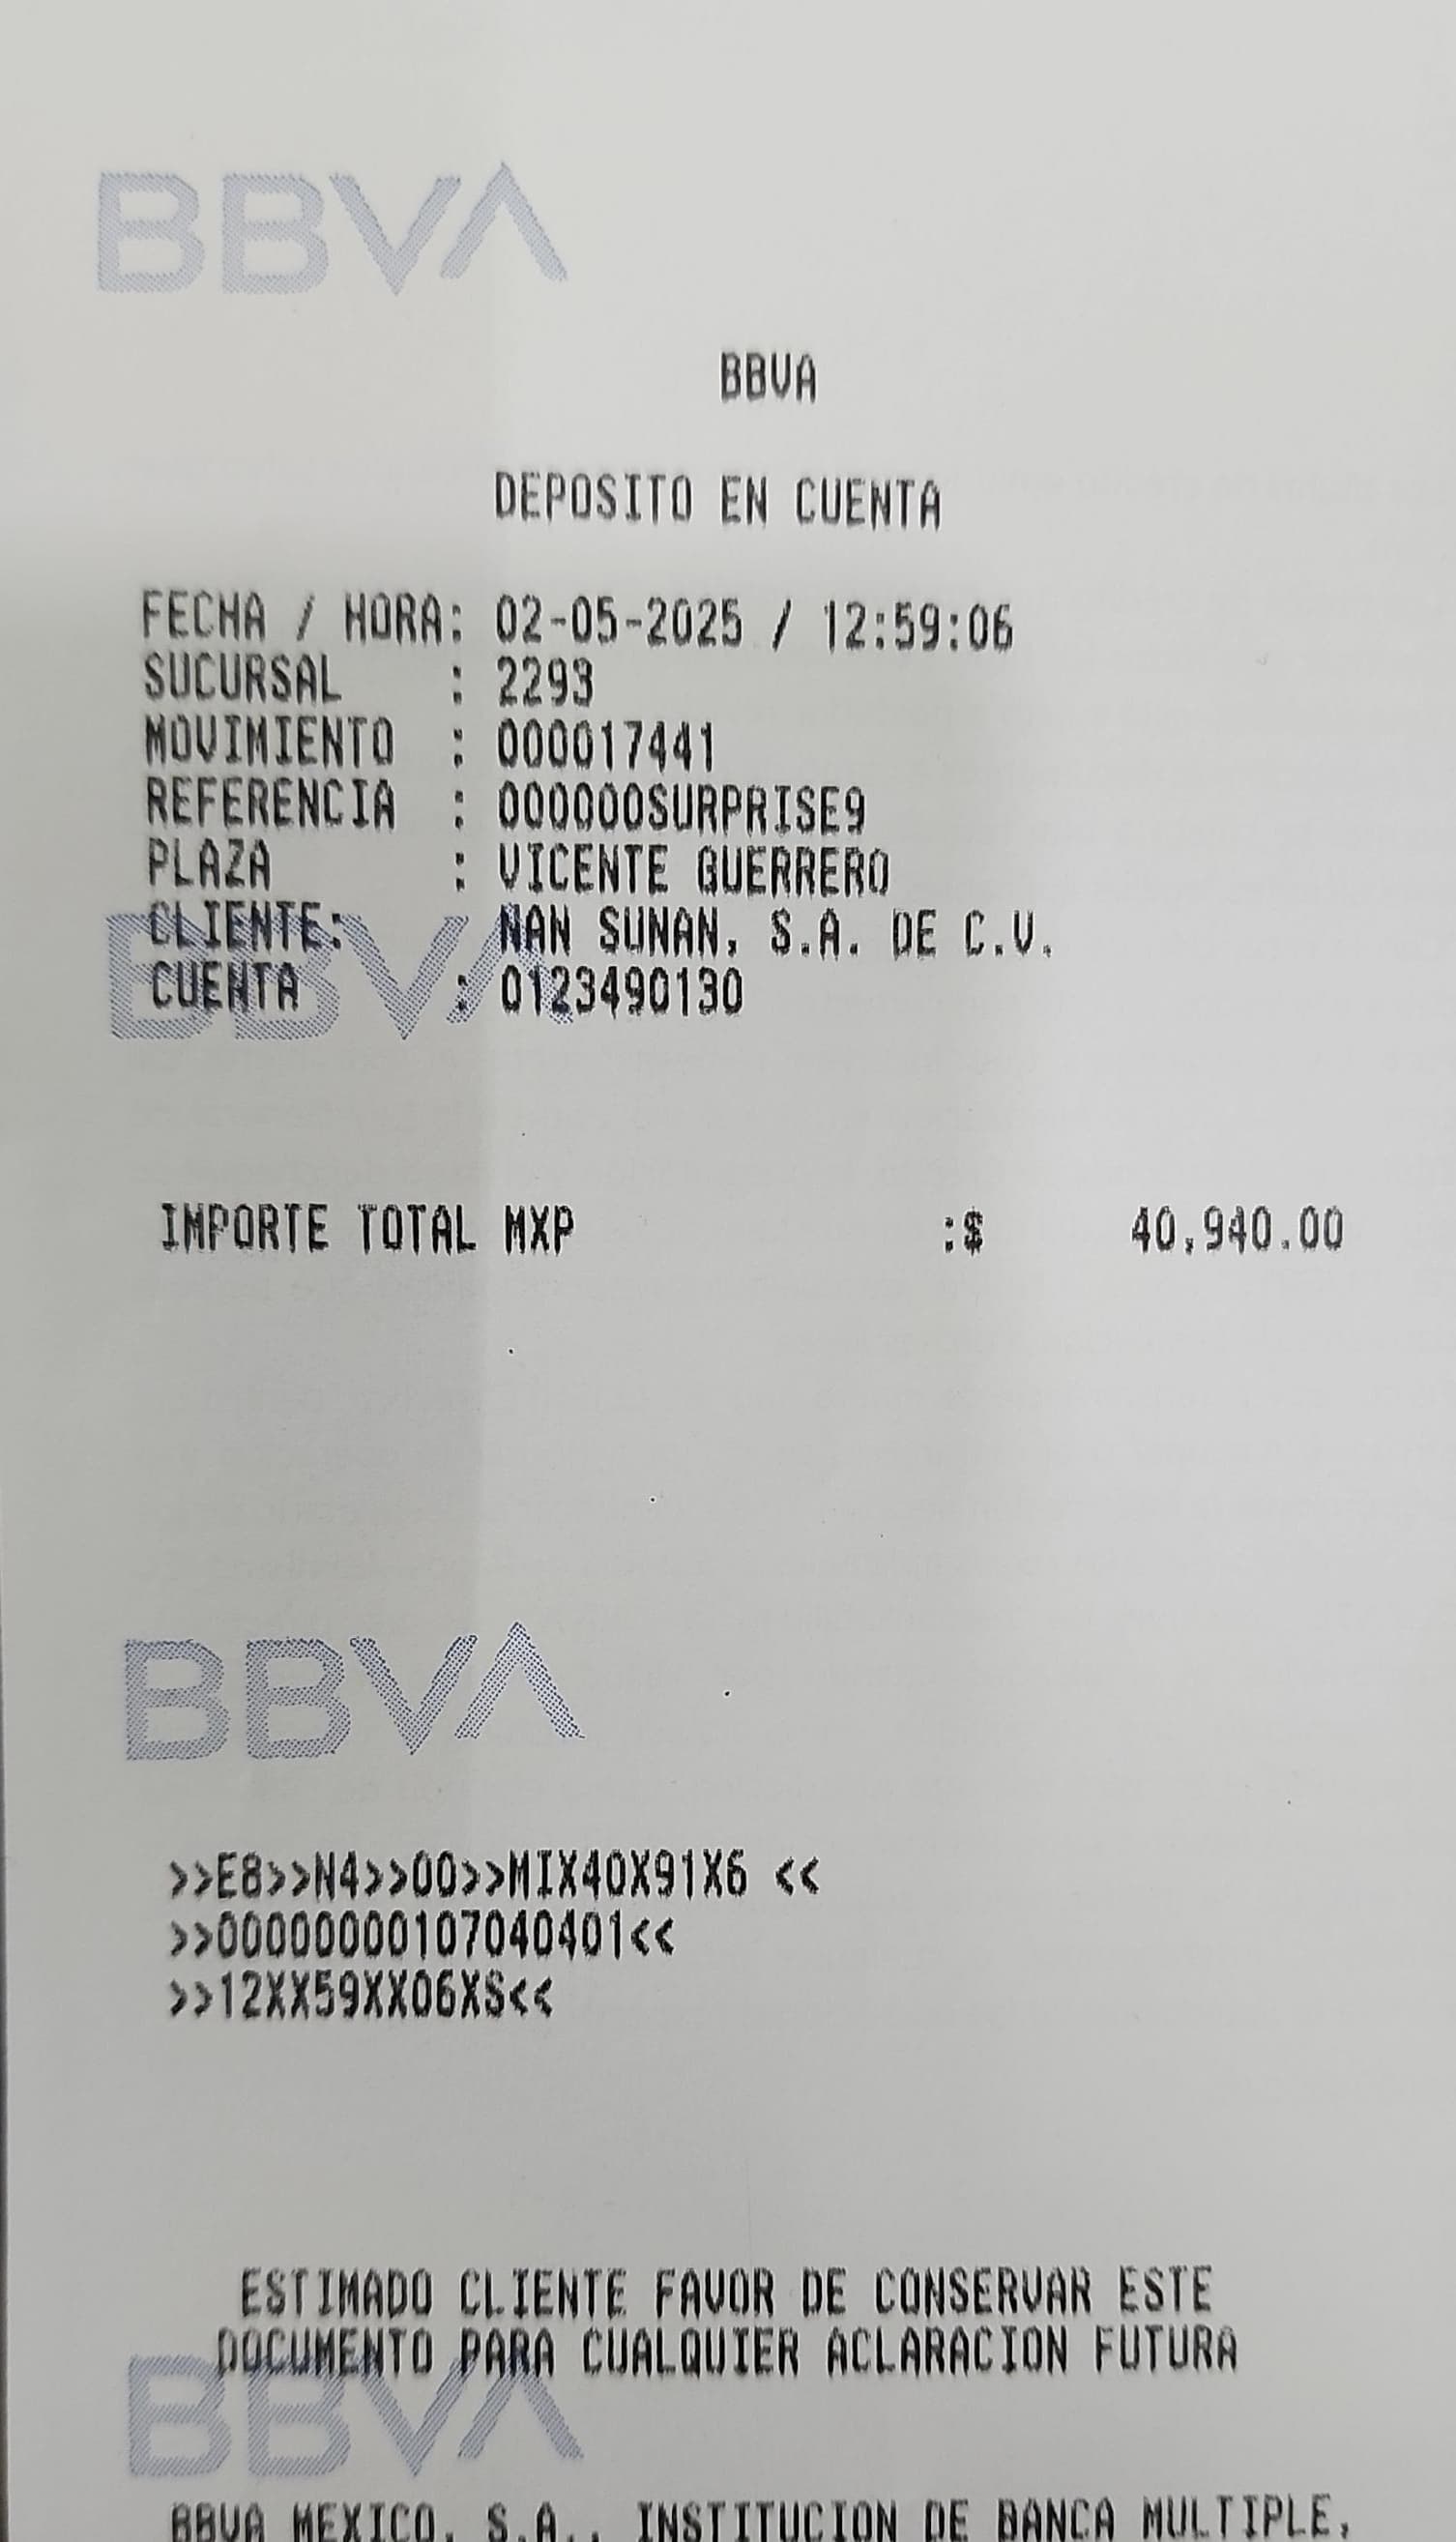 BBVA
BBVA
DEPOSITO EN CUENTA
FECHA / HORA: 02-05-2025 / 12:59:06
SUCURSAL : 2293
MOVIMIENTO : 000017441
REFERENCIA : 000000SURPRISE9
PLAZA : VICENTE GUERRERO
CLIENTE: NAN SUNAN, S.A. DE C.V.
CUENTA : 0123490130
BBVA
IMPORTE TOTAL MXP :$ 40,940.00
BBVA
>>E8>>N4>>00>>MIX40X91X6 <<
>>00000000107040401<<
>>12XX59XX06XS<<
ESTIMADO CLIENTE FAVOR DE CONSERVAR ESTE
DOCUMENTO PARA CUALQUIER ACLARACION FUTURA
BBVA
BBVA MEXICO, S.A., INSTITUCION DE BANCA MULTIPLE,